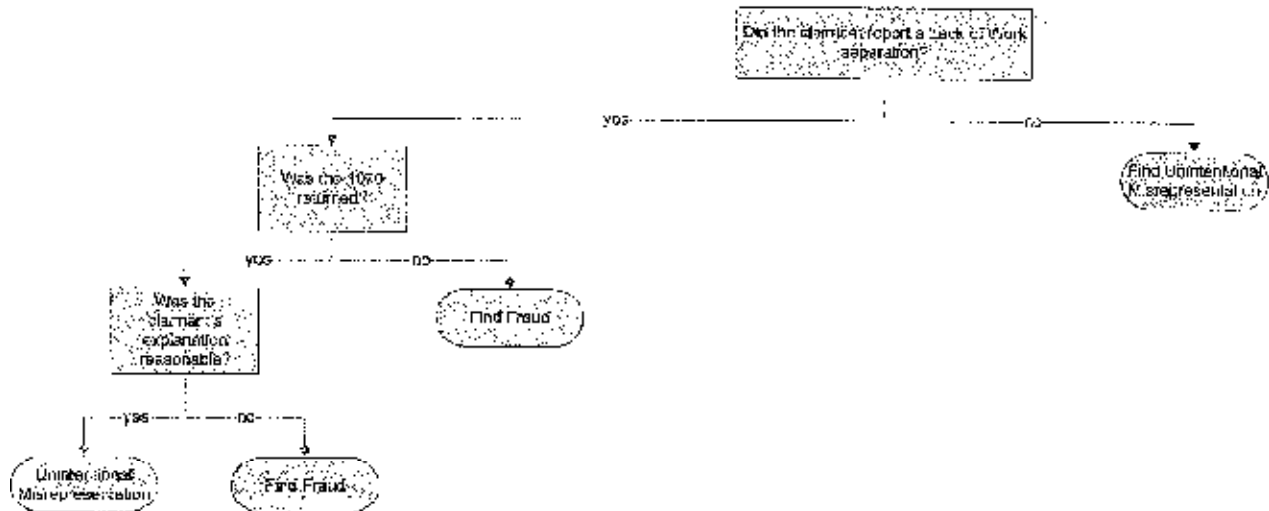 Did the claimant report a Lack of Work
separation?
yes
no
Was the
returned?
Find Unintentional
Misrepresentation
yes
no
Was the
claimant's
explanation
reasonable?
Find Fraud
yes
no
Unintentional
Misrepresentation
Find Fraud